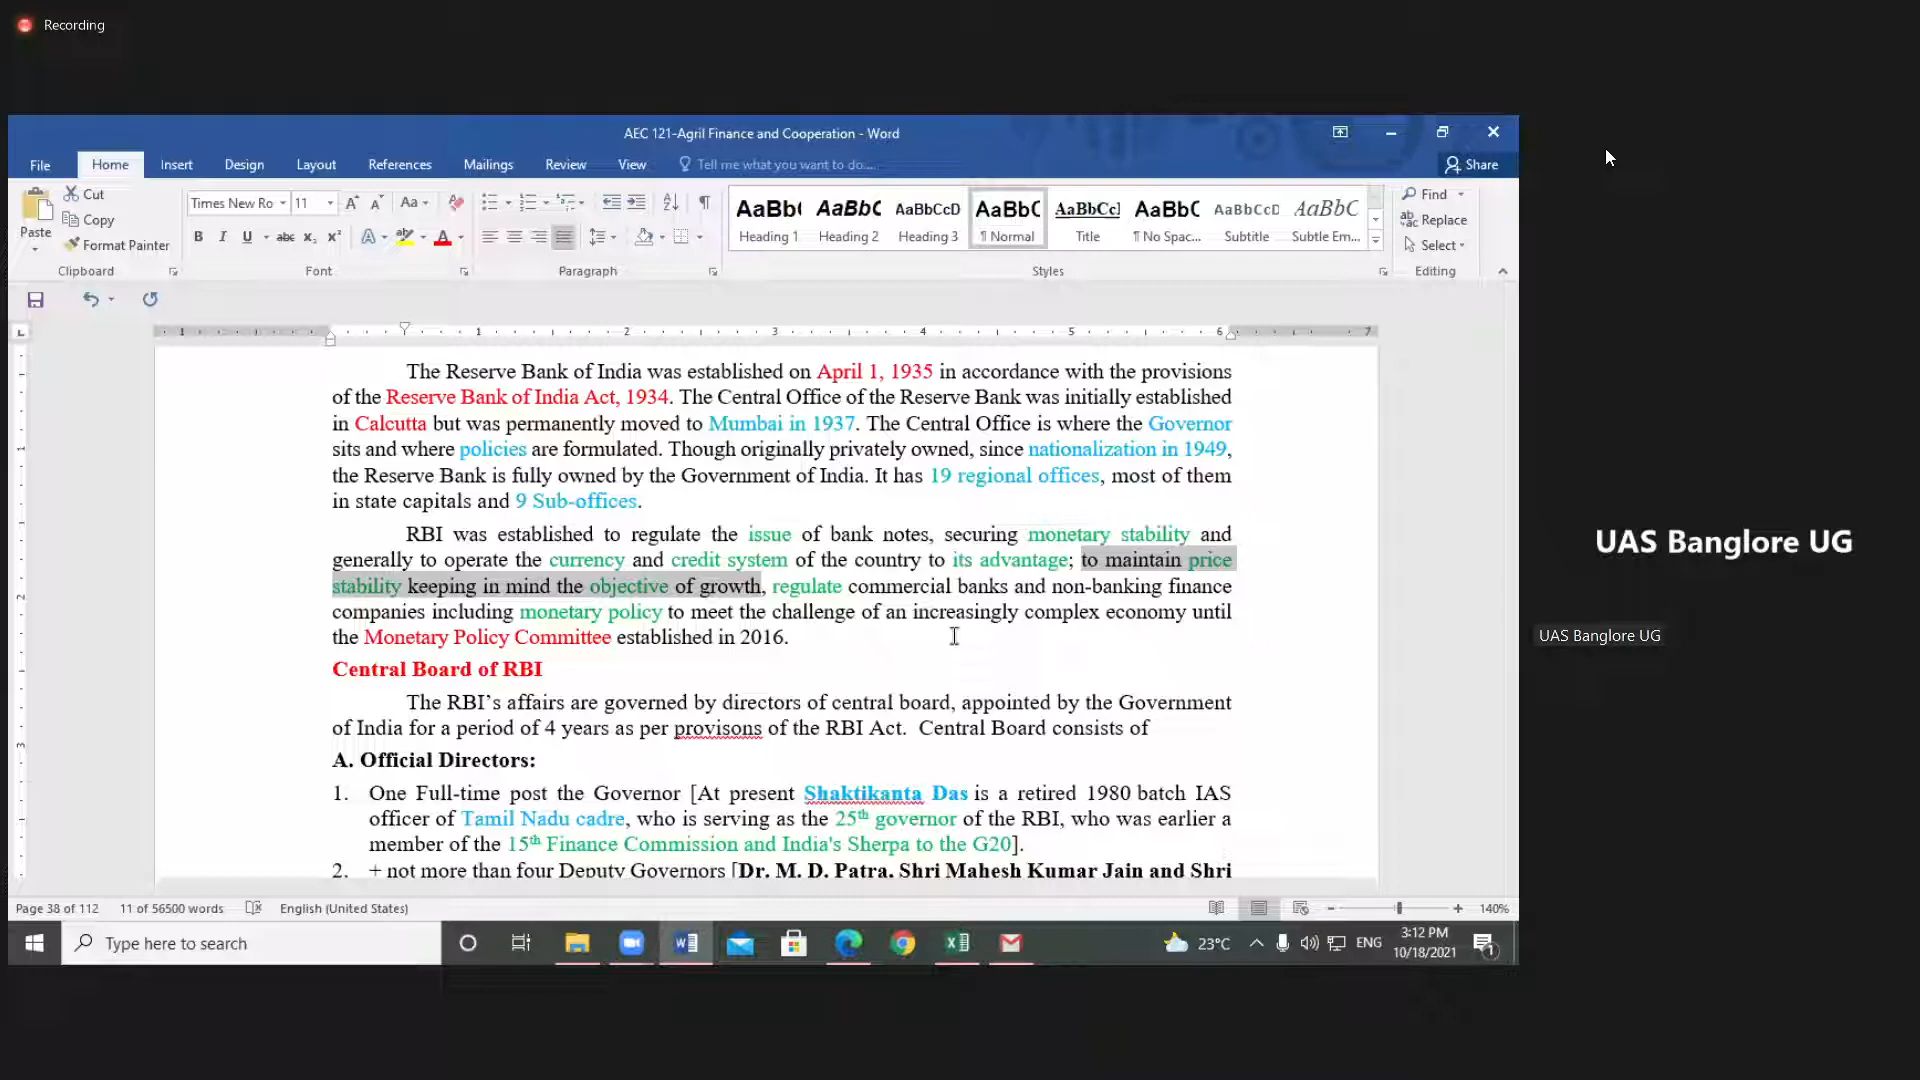 Recording
AEC 121-Agril Finance and Cooperation - Word
File Home Insert Design Layout References Mailings Review View Tell me what you want to do... Share
Paste Cut Copy Format Painter Clipboard
Times New Ro 11 Font
Paragraph
AaBb( AaBbC AaBbCcD AaBbC AaBbCcl AaBbC AaBbCcD AaBbC
Heading 1 Heading 2 Heading 3 ¶ Normal Title ¶ No Spac... Subtitle Subtle Em...
Styles
Find Replace Select Editing
1 1 2 3 4 5 6 7
The Reserve Bank of India was established on April 1, 1935 in accordance with the provisions
of the Reserve Bank of India Act, 1934. The Central Office of the Reserve Bank was initially established
in Calcutta but was permanently moved to Mumbai in 1937. The Central Office is where the Governor
sits and where policies are formulated. Though originally privately owned, since nationalization in 1949,
the Reserve Bank is fully owned by the Government of India. It has 19 regional offices, most of them
in state capitals and 9 Sub-offices.
RBI was established to regulate the issue of bank notes, securing monetary stability and
generally to operate the currency and credit system of the country to its advantage; to maintain price
stability keeping in mind the objective of growth, regulate commercial banks and non-banking finance
companies including monetary policy to meet the challenge of an increasingly complex economy until
the Monetary Policy Committee established in 2016.
Central Board of RBI
The RBI's affairs are governed by directors of central board, appointed by the Government
of India for a period of 4 years as per provisons of the RBI Act. Central Board consists of
A. Official Directors:
1. One Full-time post the Governor [At present Shaktikanta Das is a retired 1980 batch IAS
officer of Tamil Nadu cadre, who is serving as the 25th governor of the RBI, who was earlier a
member of the 15th Finance Commission and India's Sherpa to the G20].
2. + not more than four Deputy Governors [Dr. M. D. Patra, Shri Mahesh Kumar Jain and Shri
Page 38 of 112 11 of 56500 words English (United States) 140%
Type here to search 23°C ENG 3:12 PM
10/18/2021 1
UAS Banglore UG
UAS Banglore UG